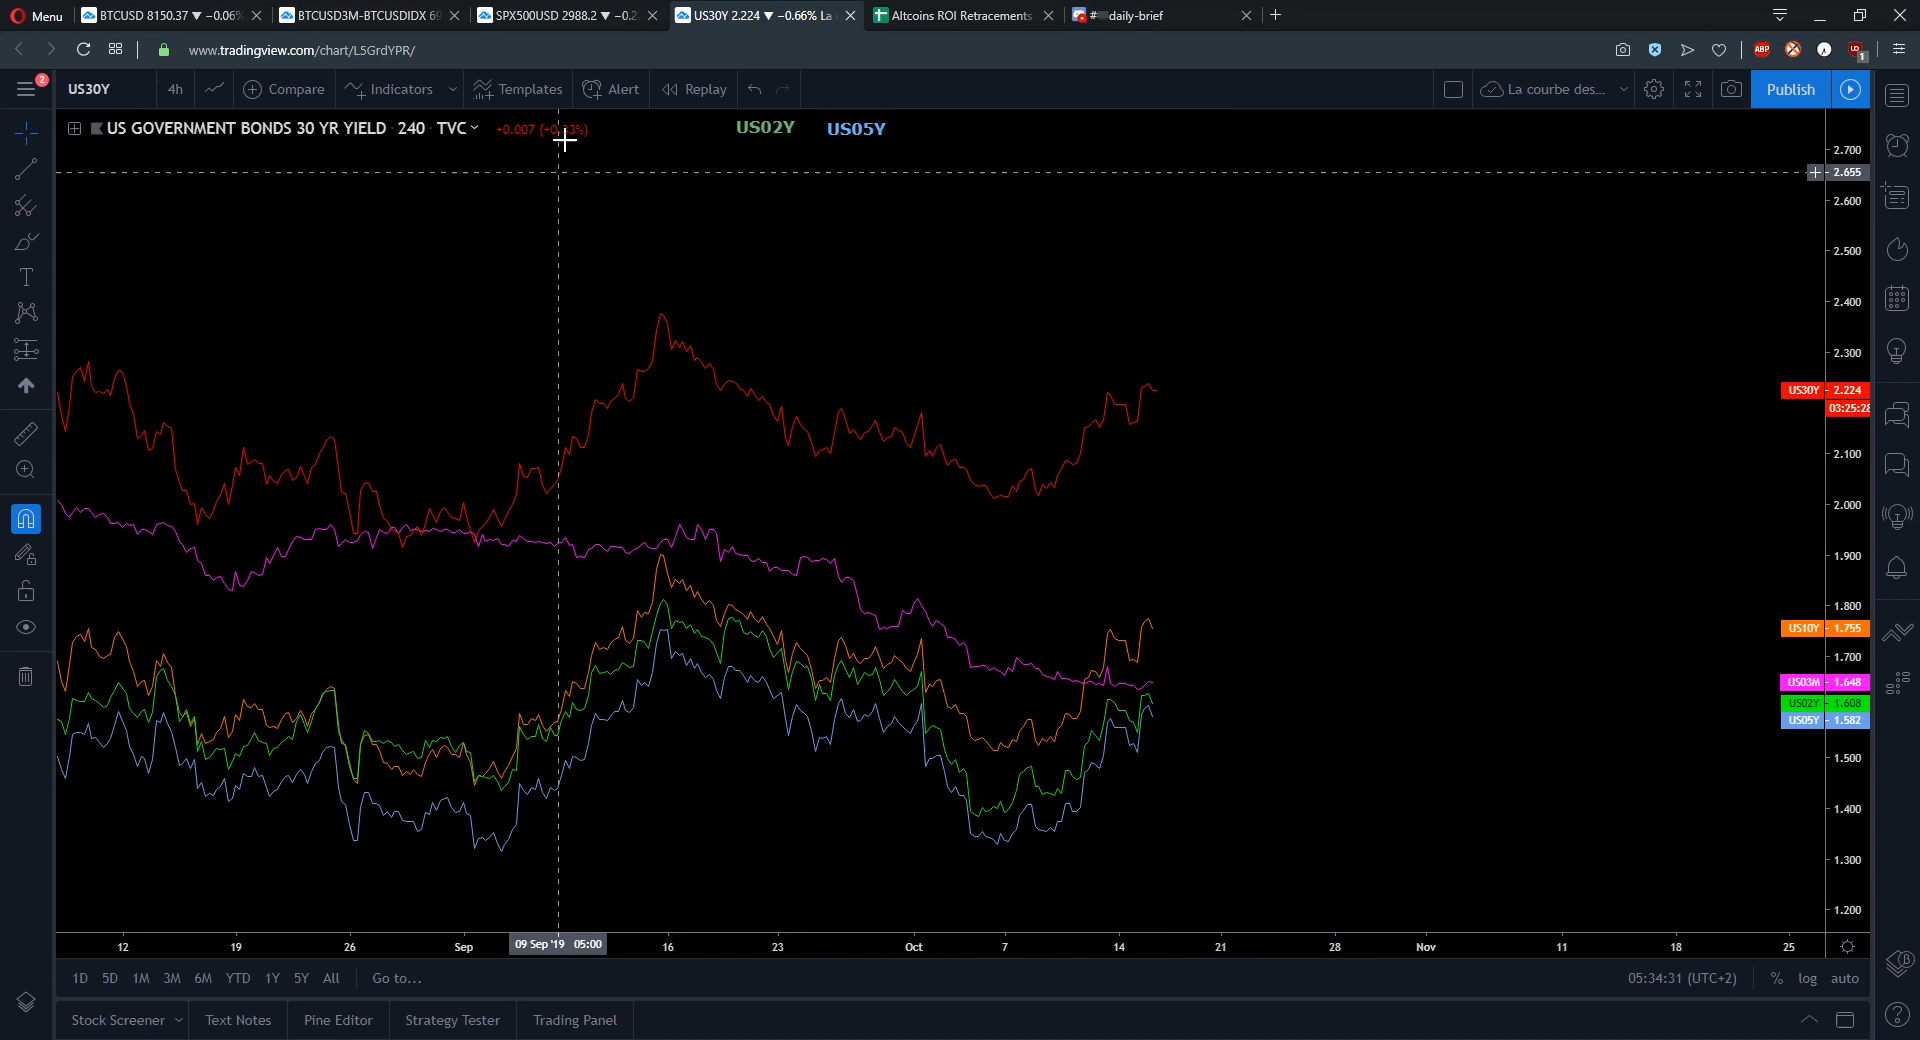 Menu BTCUSD 8150.37 ▼ −0.06% BTCUSD3M-BTCUSDIDX 69 SPX500USD 2988.2 ▼ −0.2 US30Y 2.224 ▼ −0.66% La Altcoins ROI Retracements # daily-brief
www.tradingview.com/chart/L5GrdYPR/ ABP 1
2 US30Y 4h Compare Indicators Templates Alert Replay La courbe des... Publish
US GOVERNMENT BONDS 30 YR YIELD 240 TVC US02Y US05Y
2.700
2.655
2.600
2.500
2.400
2.300
US30Y 2.224
03:25:28
2.100
2.000
1.900
1.800
US10Y 1.755
1.700
US03M 1.648
US02Y 1.608
US05Y 1.582
1.500
1.400
1.300
1.200
12 19 26 Sep 09 Sep '19 05:00 16 23 Oct 7 14 21 28 Nov 11 18 25
1D 5D 1M 3M 6M YTD 1Y 5Y All Go to... 05:34:31 (UTC+2) % log auto
Stock Screener Text Notes Pine Editor Strategy Tester Trading Panel